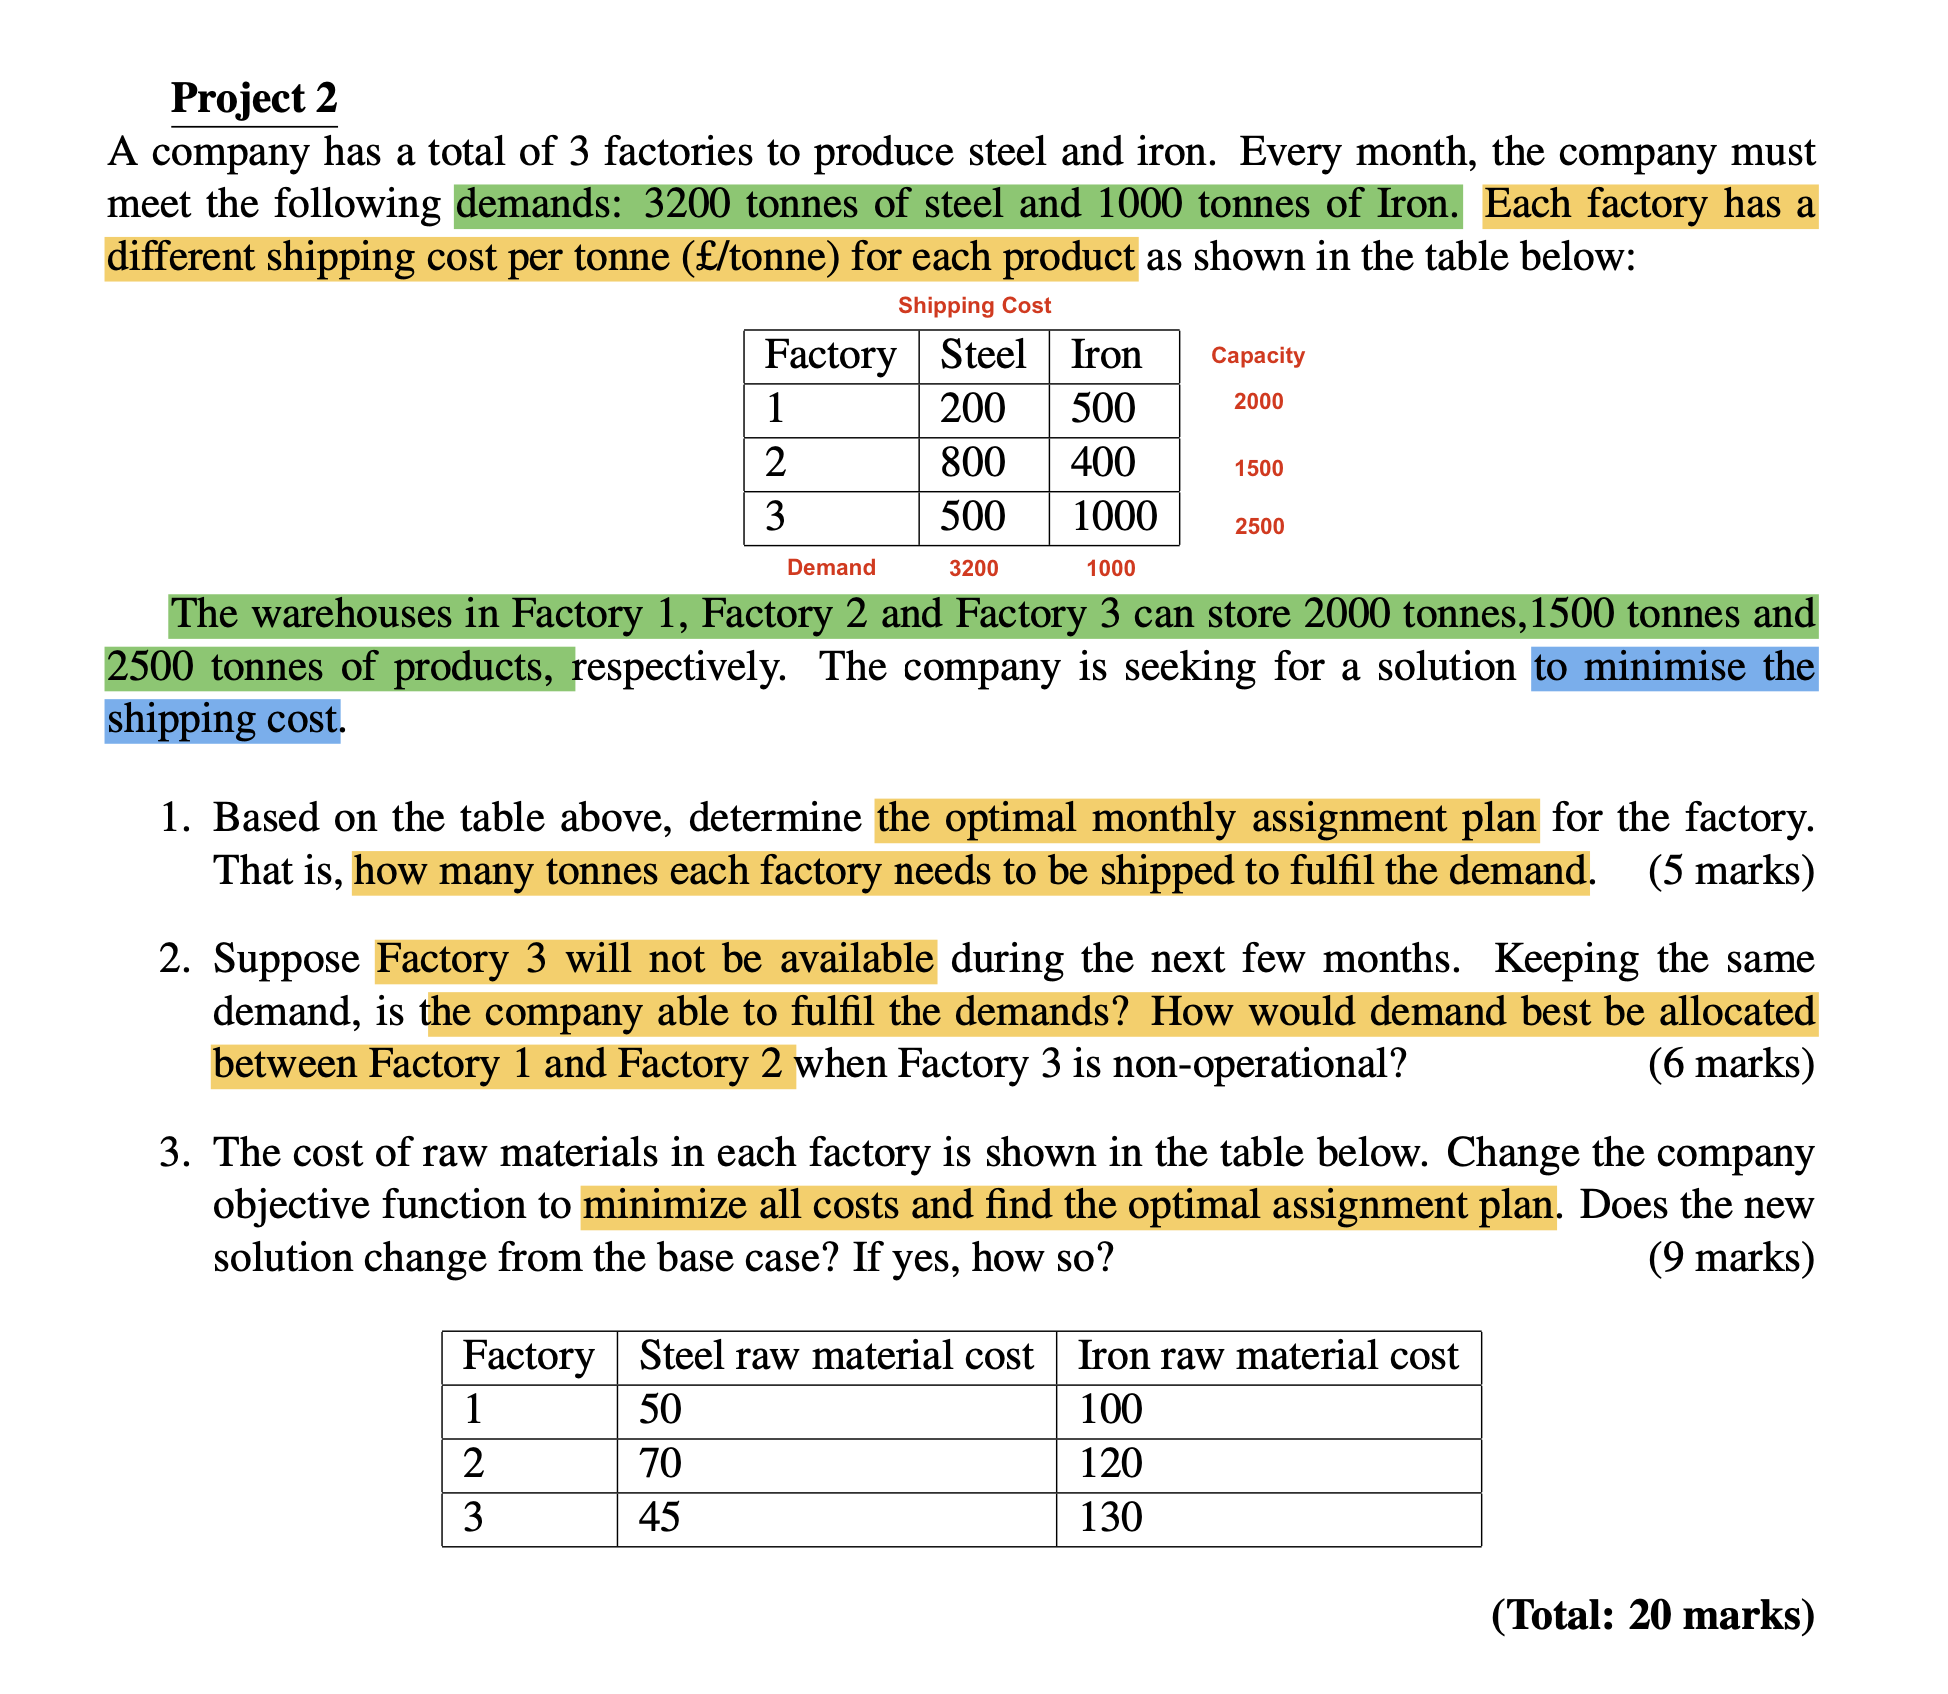 Project 2
A company has a total of 3 factories to produce steel and iron. Every month, the company must
meet the following demands: 3200 tonnes of steel and 1000 tonnes of Iron. Each factory has a
different shipping cost per tonne (£/tonne) for each product as shown in the table below:
Shipping Cost
Factory Steel Iron Capacity
1 200 500 2000
2 800 400 1500
3 500 1000 2500
Demand 3200 1000
The warehouses in Factory 1, Factory 2 and Factory 3 can store 2000 tonnes,1500 tonnes and
2500 tonnes of products, respectively. The company is seeking for a solution to minimise the
shipping cost.
1. Based on the table above, determine the optimal monthly assignment plan for the factory.
That is, how many tonnes each factory needs to be shipped to fulfil the demand. (5 marks)
2. Suppose Factory 3 will not be available during the next few months. Keeping the same
demand, is the company able to fulfil the demands? How would demand best be allocated
between Factory 1 and Factory 2 when Factory 3 is non-operational? (6 marks)
3. The cost of raw materials in each factory is shown in the table below. Change the company
objective function to minimize all costs and find the optimal assignment plan. Does the new
solution change from the base case? If yes, how so? (9 marks)
Factory Steel raw material cost Iron raw material cost
1 50 100
2 70 120
3 45 130
(Total: 20 marks)